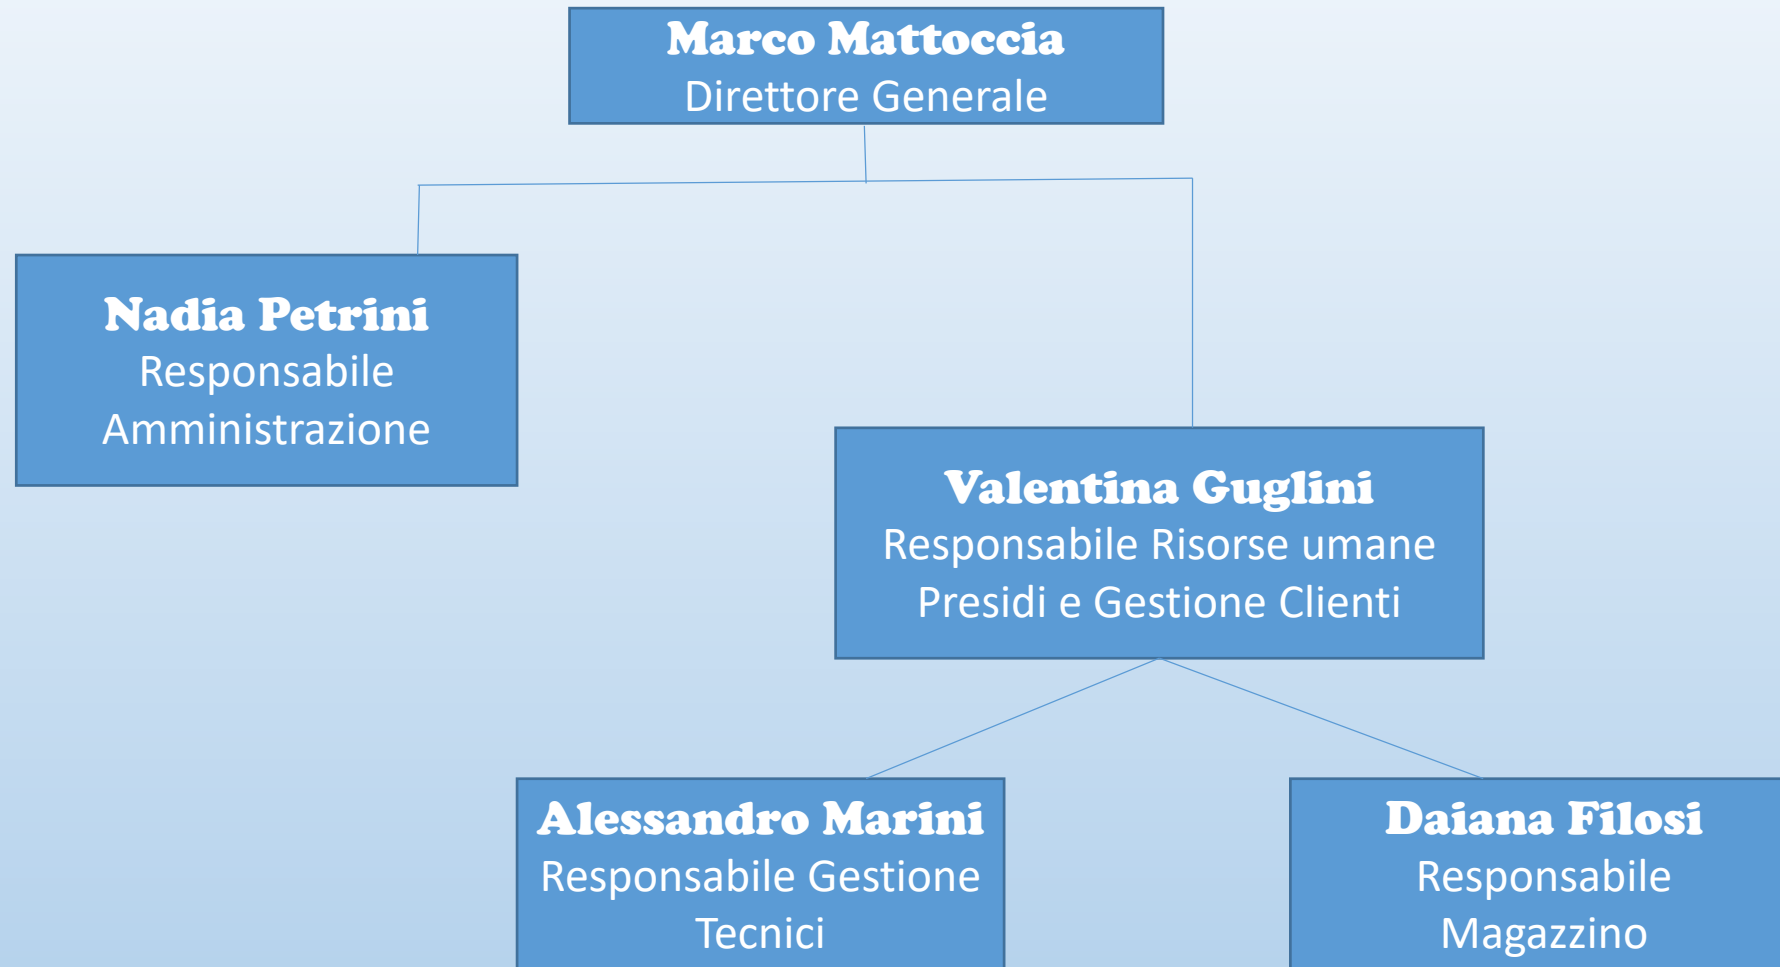 Marco Mattoccia
Direttore Generale
Nadia Petrini
Responsabile
Amministrazione
Valentina Guglini
Responsabile Risorse umane
Presidi e Gestione Clienti
Alessandro Marini
Responsabile Gestione
Tecnici
Daiana Filosi
Responsabile
Magazzino